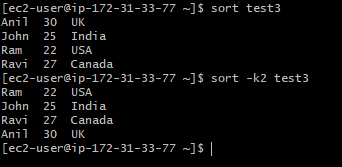 [ec2-user@ip-172-31-33-77 ~]$ sort test3
Anil 30 UK
John 25 India
Ram 22 USA
Ravi 27 Canada
[ec2-user@ip-172-31-33-77 ~]$ sort -k2 test3
Ram 22 USA
John 25 India
Ravi 27 Canada
Anil 30 UK
[ec2-user@ip-172-31-33-77 ~]$